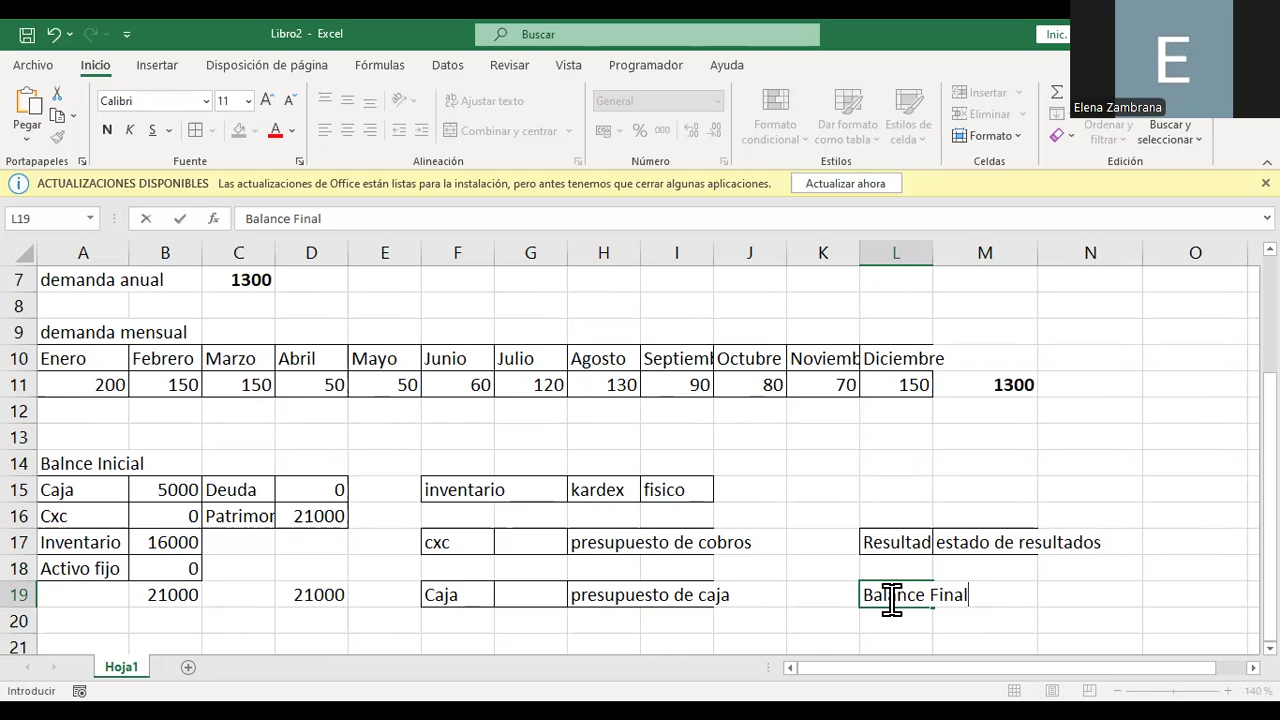 Libro2 - Excel
Buscar
Inic.
E
Elena Zambrana
Archivo Inicio Insertar Disposición de página Fórmulas Datos Revisar Vista Programador Ayuda
Pegar
Calibri 11
N K S
Ajustar texto
Combinar y centrar
General
% 000
Formato condicional
Dar formato como tabla
Estilos de celda
Insertar
Eliminar
Formato
Ordenar y filtrar
Buscar y seleccionar
Portapapeles Fuente Alineación Número Estilos Celdas Edición
ACTUALIZACIONES DISPONIBLES Las actualizaciones de Office están listas para la instalación, pero antes tenemos que cerrar algunas aplicaciones. Actualizar ahora
L19 fx Balance Final
A B C D E F G H I J K L M N O
7 demanda anual 1300
8
9 demanda mensual
10 Enero Febrero Marzo Abril Mayo Junio Julio Agosto Septiemb Octubre Noviemb Diciembre
11 200 150 150 50 50 60 120 130 90 80 70 150 1300
12
13
14 Balnce Inicial
15 Caja 5000 Deuda 0 inventario kardex fisico
16 Cxc 0 Patrimor 21000
17 Inventario 16000 cxc presupuesto de cobros Resultad estado de resultados
18 Activo fijo 0
19 21000 21000 Caja presupuesto de caja Balance Final
20
21
Hoja1
Introducir 140 %